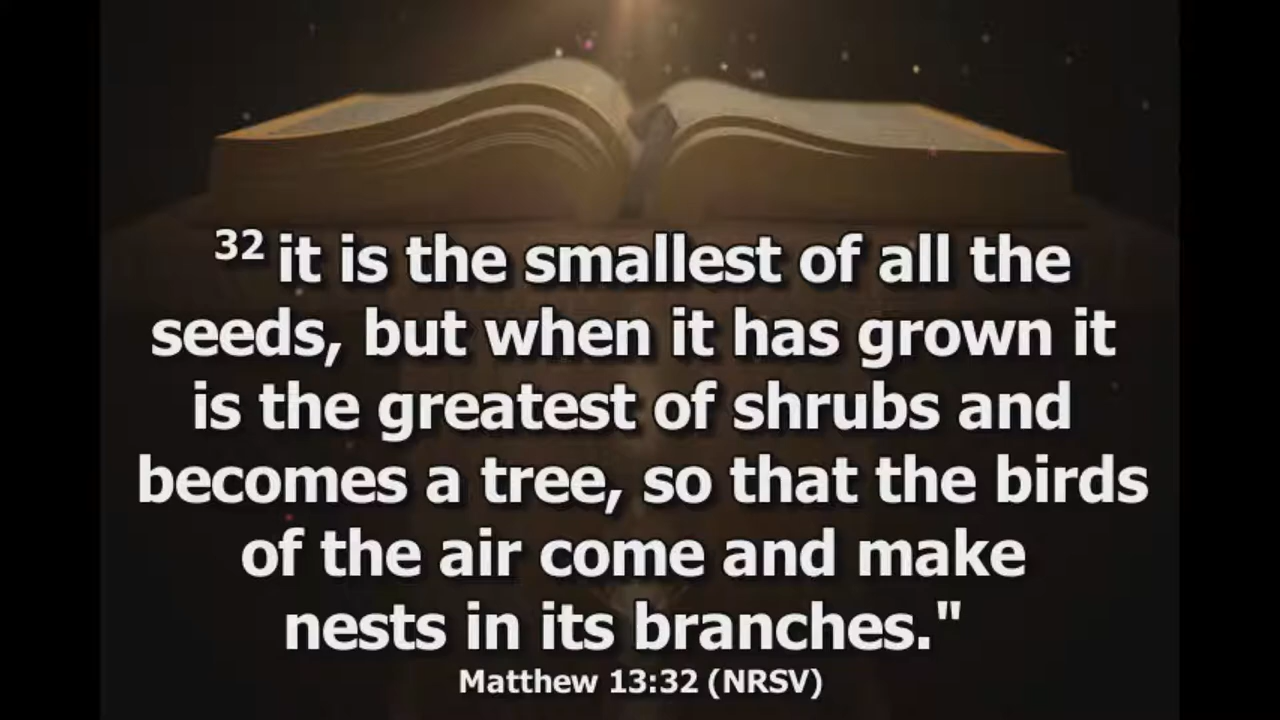 32 it is the smallest of all the
seeds, but when it has grown it
is the greatest of shrubs and
becomes a tree, so that the birds
of the air come and make
nests in its branches."
Matthew 13:32 (NRSV)